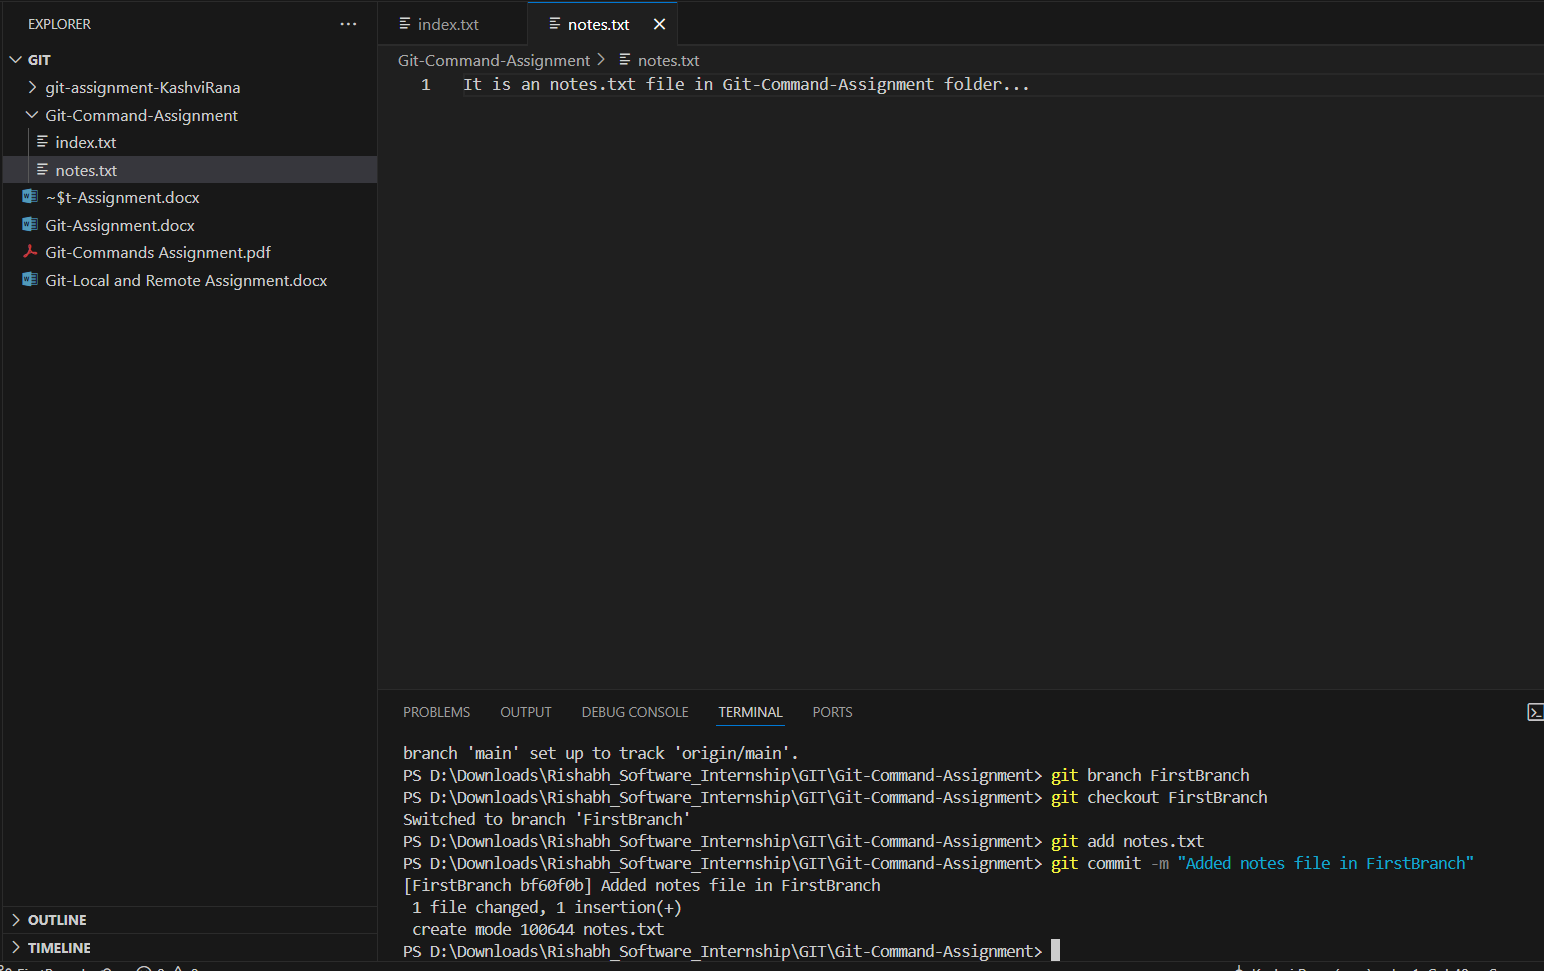 EXPLORER
GIT
git-assignment-KashviRana
Git-Command-Assignment
index.txt
notes.txt
~$t-Assignment.docx
Git-Assignment.docx
Git-Commands Assignment.pdf
Git-Local and Remote Assignment.docx
OUTLINE
TIMELINE
index.txt
notes.txt
Git-Command-Assignment > notes.txt
1 It is an notes.txt file in Git-Command-Assignment folder...
PROBLEMS OUTPUT DEBUG CONSOLE TERMINAL PORTS
branch 'main' set up to track 'origin/main'.
PS D:\Downloads\Rishabh_Software_Internship\GIT\Git-Command-Assignment> git branch FirstBranch
PS D:\Downloads\Rishabh_Software_Internship\GIT\Git-Command-Assignment> git checkout FirstBranch
Switched to branch 'FirstBranch'
PS D:\Downloads\Rishabh_Software_Internship\GIT\Git-Command-Assignment> git add notes.txt
PS D:\Downloads\Rishabh_Software_Internship\GIT\Git-Command-Assignment> git commit -m "Added notes file in FirstBranch"
[FirstBranch bf60f0b] Added notes file in FirstBranch
1 file changed, 1 insertion(+)
create mode 100644 notes.txt
PS D:\Downloads\Rishabh_Software_Internship\GIT\Git-Command-Assignment>